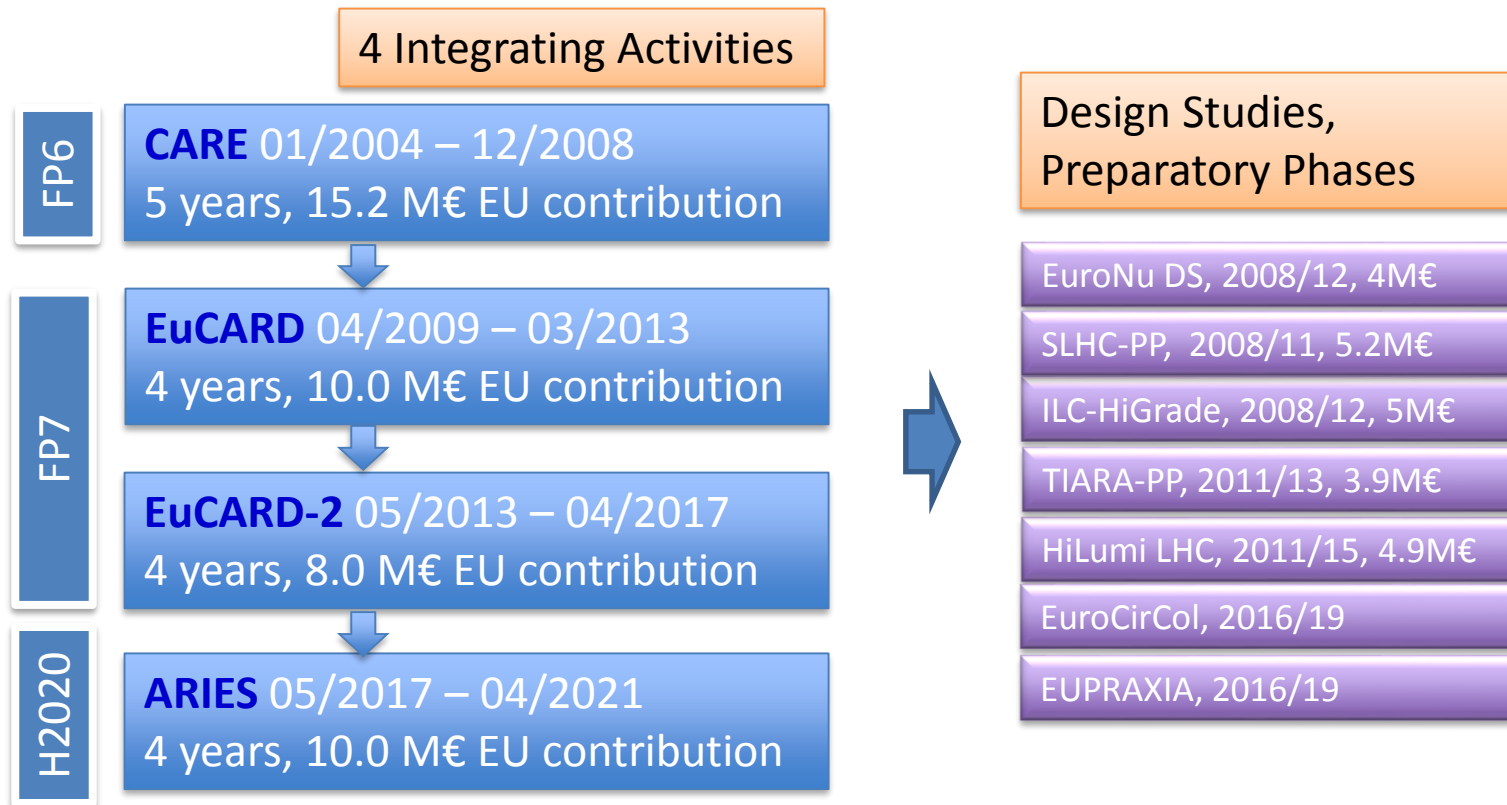 4 Integrating Activities
FP6
CARE 01/2004 – 12/2008
5 years, 15.2 M€ EU contribution
FP7
EuCARD 04/2009 – 03/2013
4 years, 10.0 M€ EU contribution
EuCARD-2 05/2013 – 04/2017
4 years, 8.0 M€ EU contribution
H2020
ARIES 05/2017 – 04/2021
4 years, 10.0 M€ EU contribution
Design Studies,
Preparatory Phases
EuroNu DS, 2008/12, 4M€
SLHC-PP, 2008/11, 5.2M€
ILC-HiGrade, 2008/12, 5M€
TIARA-PP, 2011/13, 3.9M€
HiLumi LHC, 2011/15, 4.9M€
EuroCirCol, 2016/19
EUPRAXIA, 2016/19